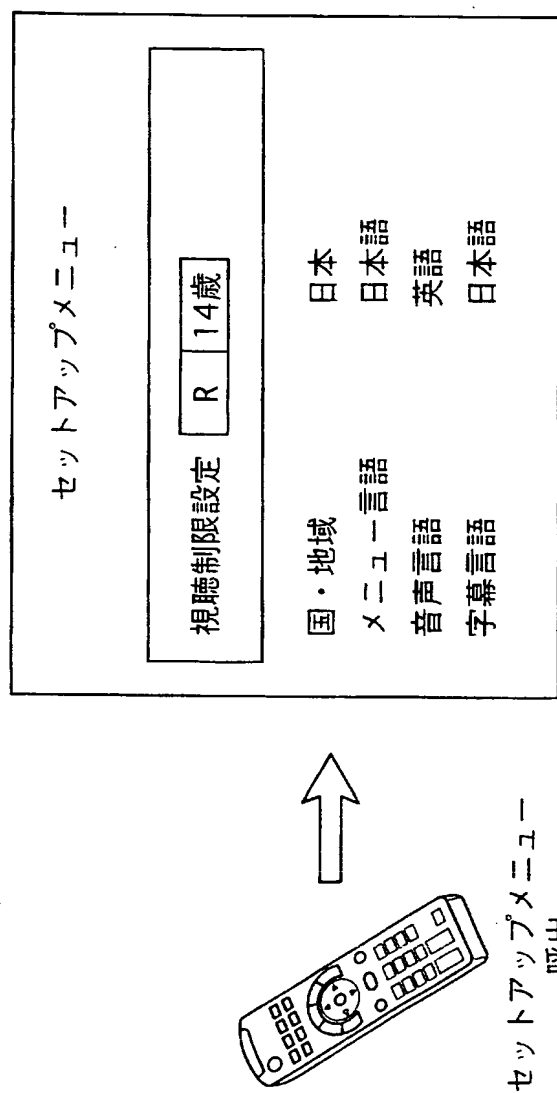 セットアップメニュー
視聴制限設定 R 14歳
国・地域 日本
メニュー言語 日本語
音声言語 英語
字幕言語 日本語
セットアップメニュー
呼出